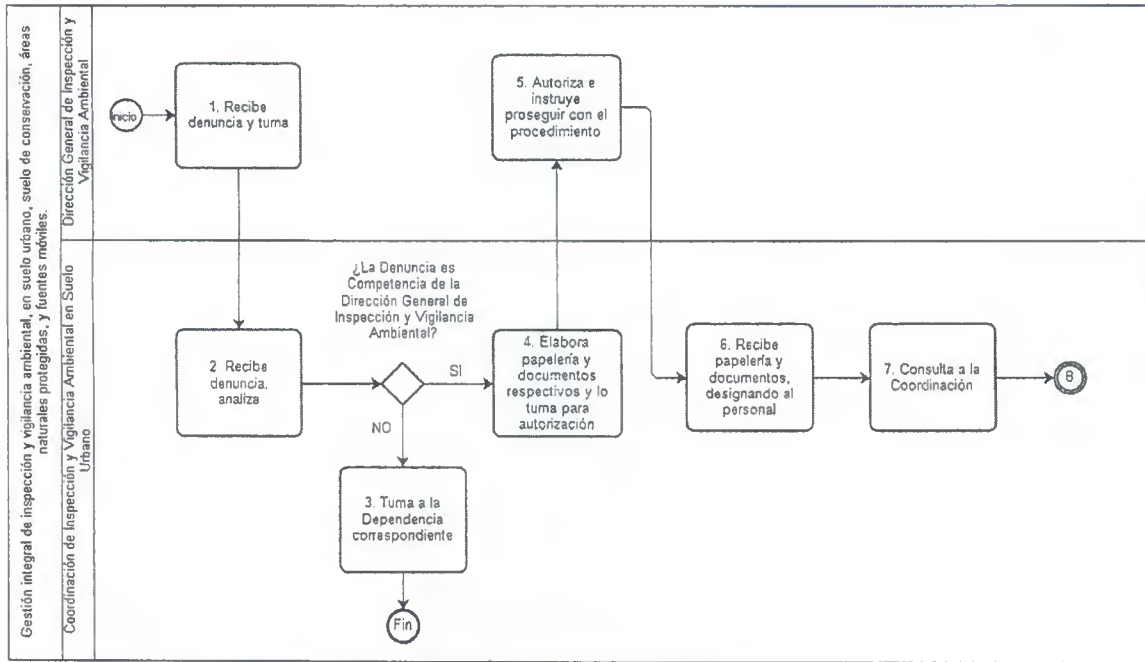 Gestión integral de inspección y vigilancia ambiental, en suelo urbano, suelo de conservación, áreas
naturales protegidas, y fuentes móviles.
Dirección General de Inspección y
Vigilancia Ambiental
Inicio
1. Recibe
denuncia y turna
5. Autoriza e
instruye
proseguir con el
procedimiento
Coordinación de Inspección y Vigilancia Ambiental en Suelo
Urbano
2 Recibe
denuncia,
analiza
¿La Denuncia es
Competencia de la
Dirección General de
Inspección y Vigilancia
Ambiental?
SI
NO
3. Turna a la
Dependencia
correspondiente
Fin
4. Elabora
papelería y
documentos
respectivos y lo
turna para
autorización
6. Recibe
papelería y
documentos,
designando al
personal
7. Consulta a la
Coordinación
8